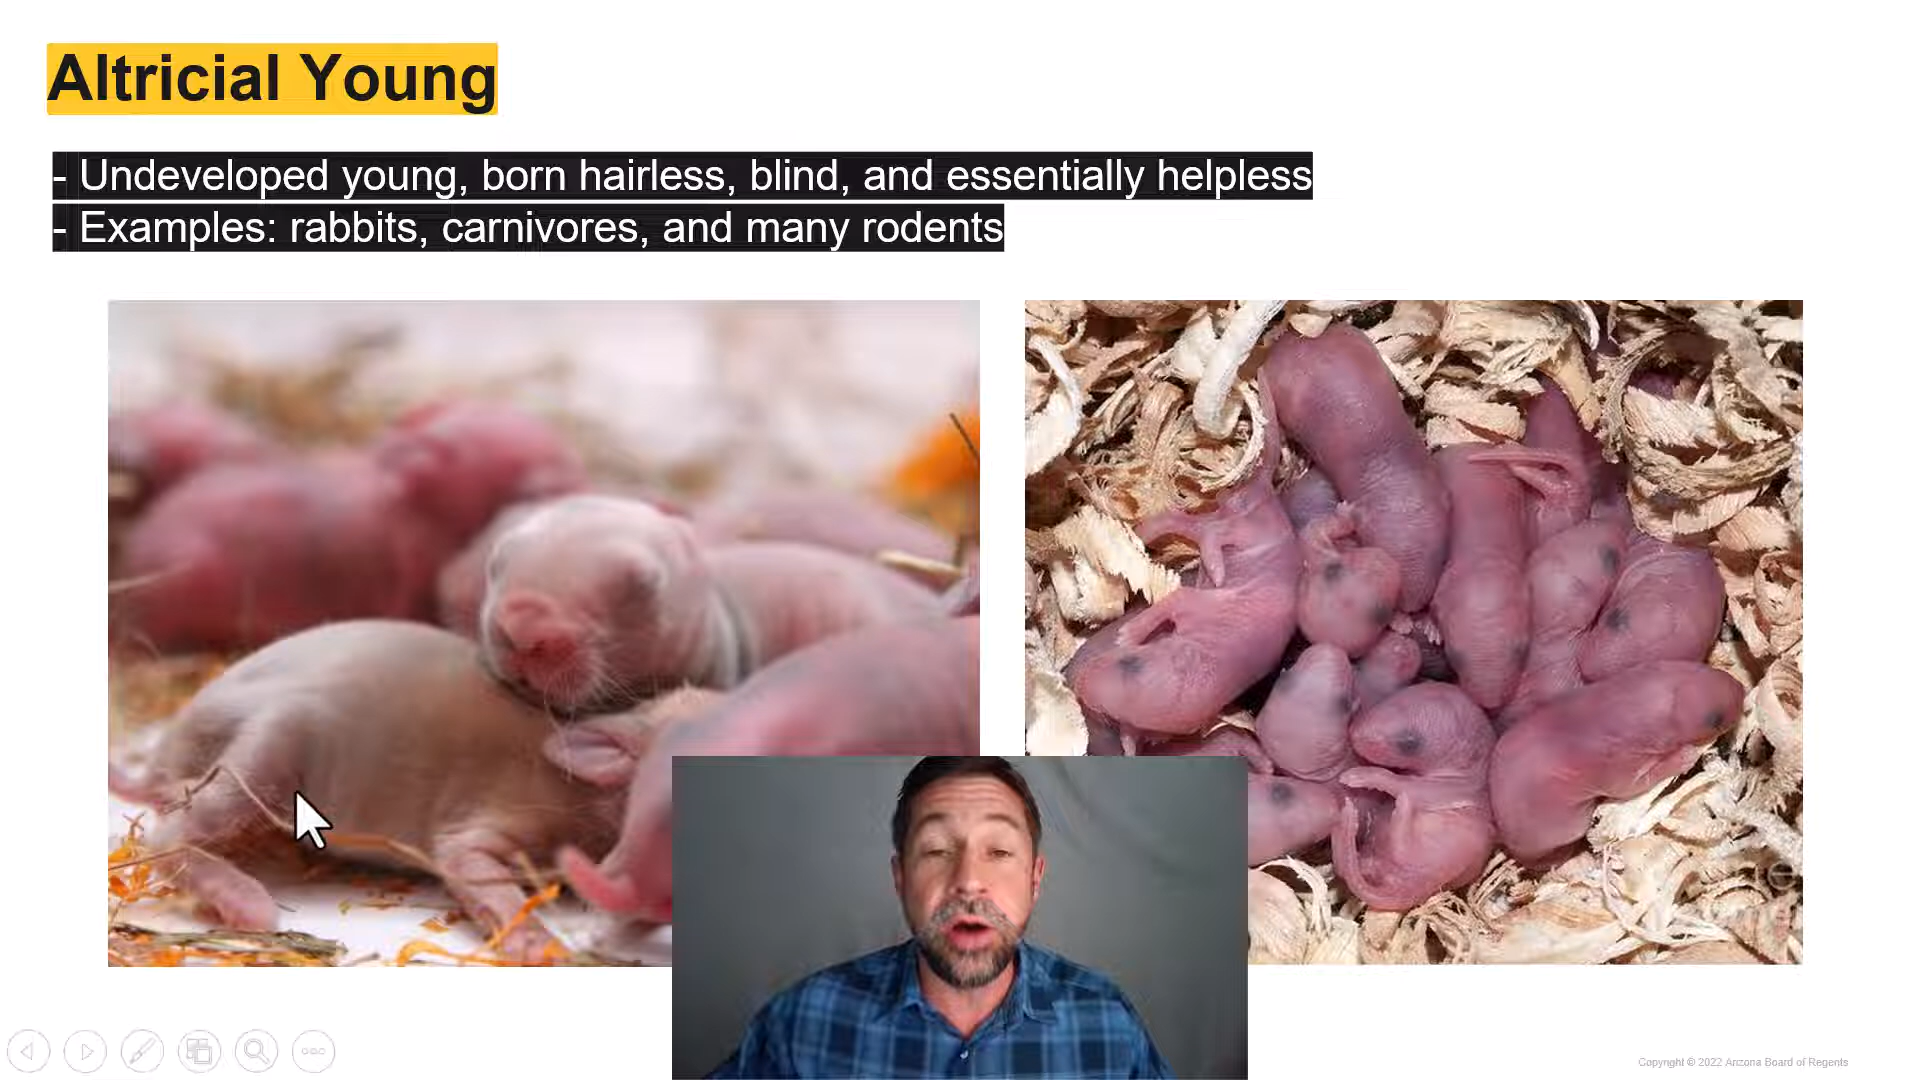 Altricial Young
- Undeveloped young, born hairless, blind, and essentially helpless
- Examples: rabbits, carnivores, and many rodents
Copyright © 2022 Arizona Board of Regents